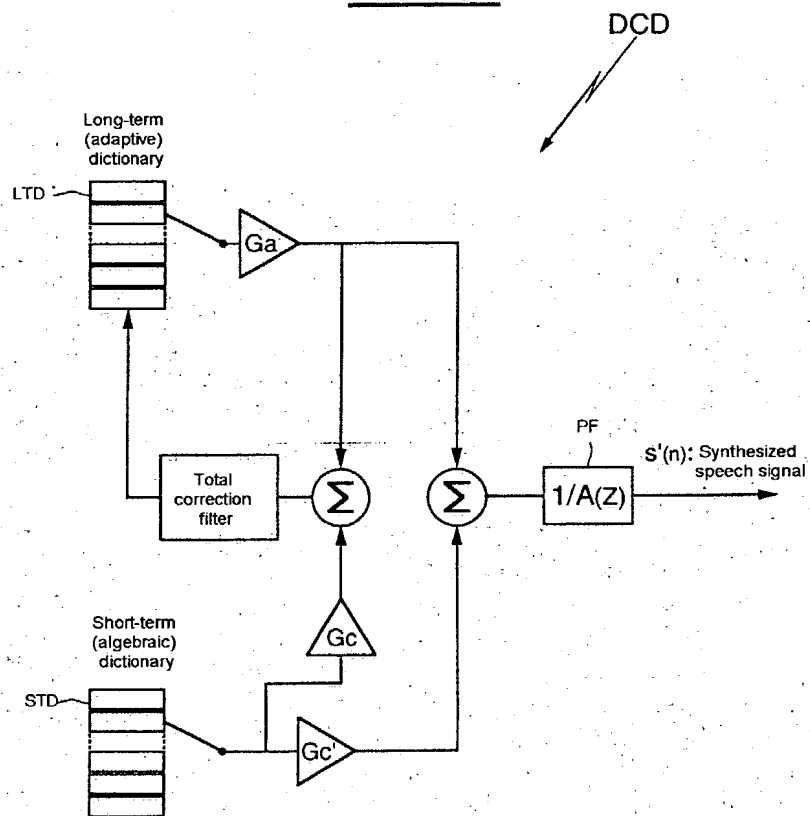 DCD
Long-term
(adaptive)
dictionary
LTD
Ga
PF
s'(n): Synthesized
speech signal
Total
correction
filter
Σ
Σ
1/A(Z)
Gc
Short-term
(algebraic)
dictionary
STD
Gc'